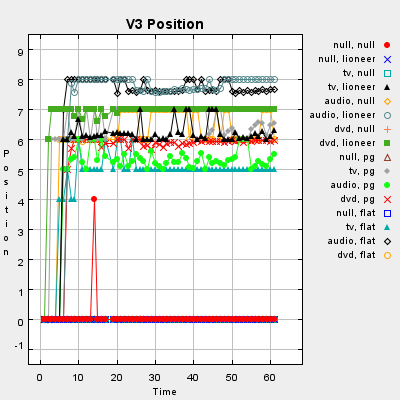 V3 Position
9
8
7
6
5
4
3
2
1
0
-1
Position
0
10
20
30
40
50
60
Time
null, null
null, lioneer
tv, null
tv, lioneer
audio, null
audio, lioneer
dvd, null
dvd, lioneer
null, pg
tv, pg
audio, pg
dvd, pg
null, flat
tv, flat
audio, flat
dvd, flat